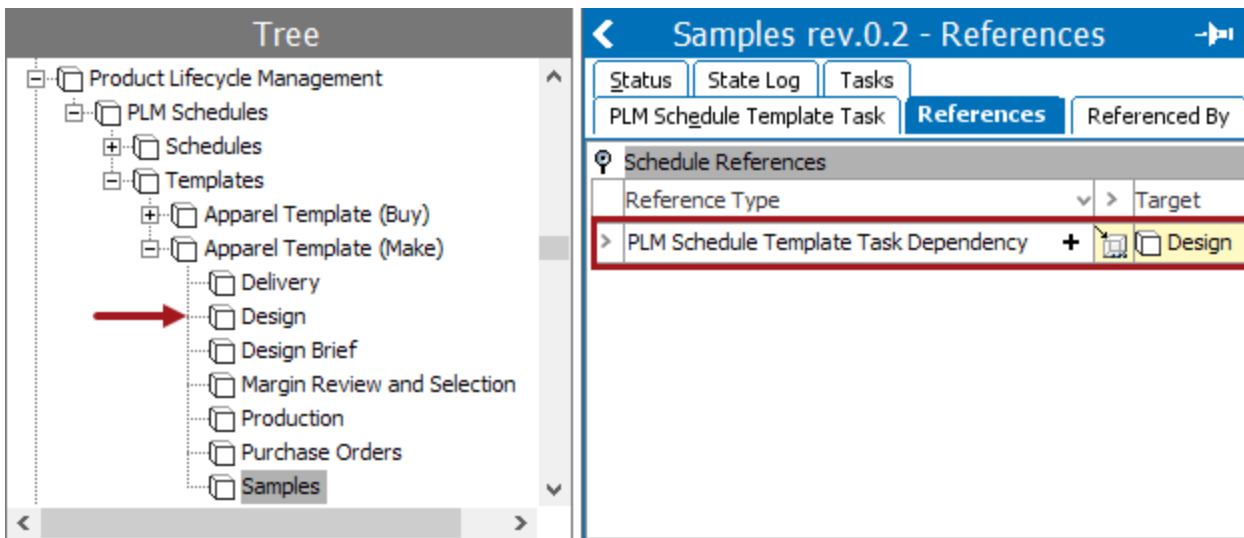 Tree
Product Lifecycle Management
PLM Schedules
Schedules
Templates
Apparel Template (Buy)
Apparel Template (Make)
Delivery
Design
Design Brief
Margin Review and Selection
Production
Purchase Orders
Samples
Samples rev.0.2 - References
Status State Log Tasks
PLM Schedule Template Task References Referenced By
Schedule References
Reference Type > Target
> PLM Schedule Template Task Dependency + Design